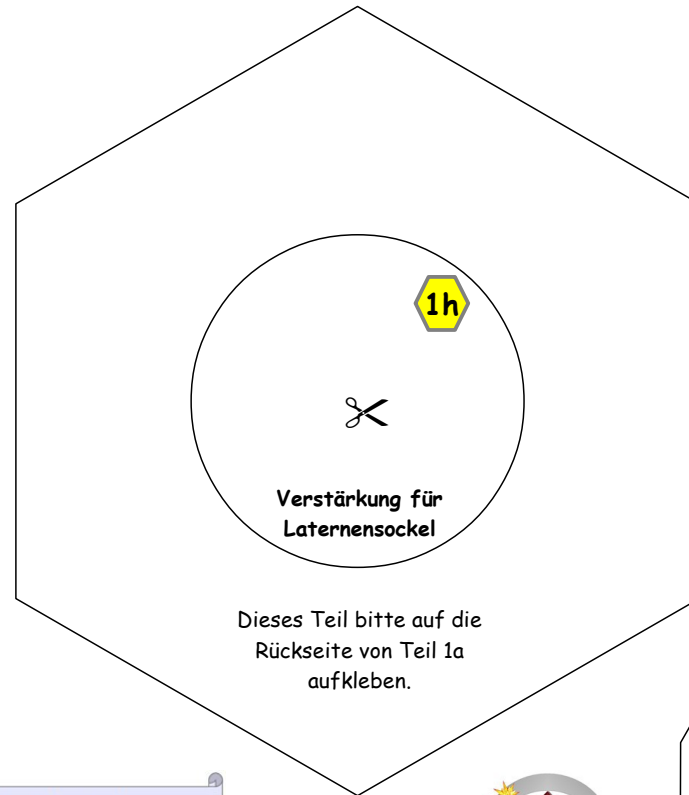 1h
Verstärkung für
Laternensockel
Dieses Teil bitte auf die
Rückseite von Teil 1a
aufkleben.